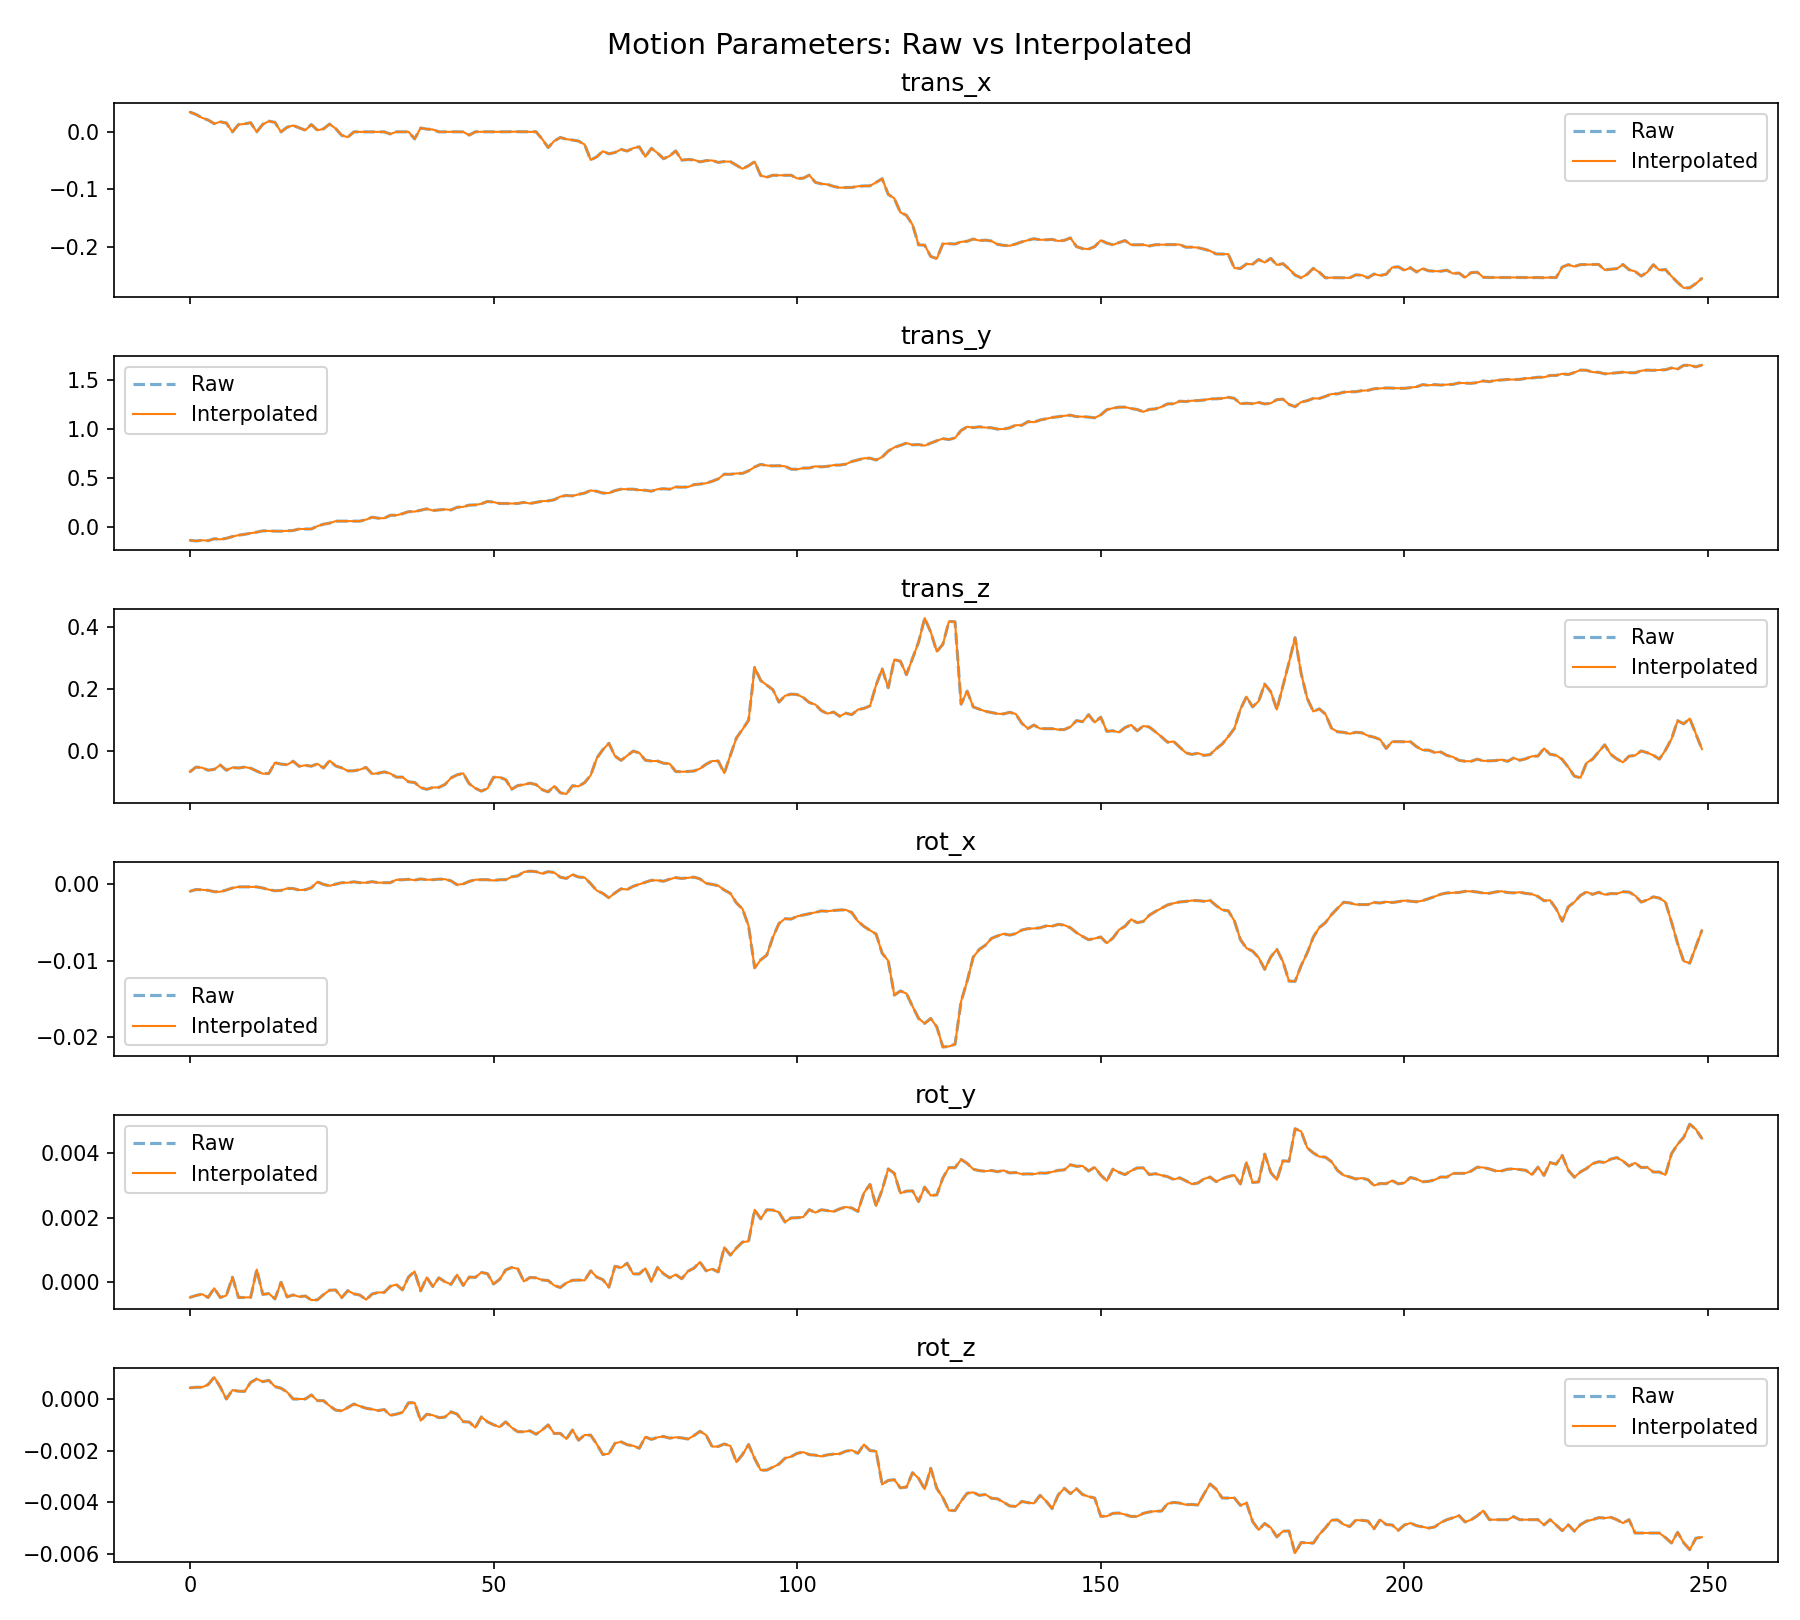 Motion Parameters: Raw vs Interpolated
trans_x
0.0
−0.1
−0.2
Raw
Interpolated
trans_y
1.5
1.0
0.5
0.0
Raw
Interpolated
trans_z
0.4
0.2
0.0
Raw
Interpolated
rot_x
0.00
−0.01
−0.02
Raw
Interpolated
rot_y
0.004
0.002
0.000
Raw
Interpolated
rot_z
0.000
−0.002
−0.004
−0.006
Raw
Interpolated
0 50 100 150 200 250